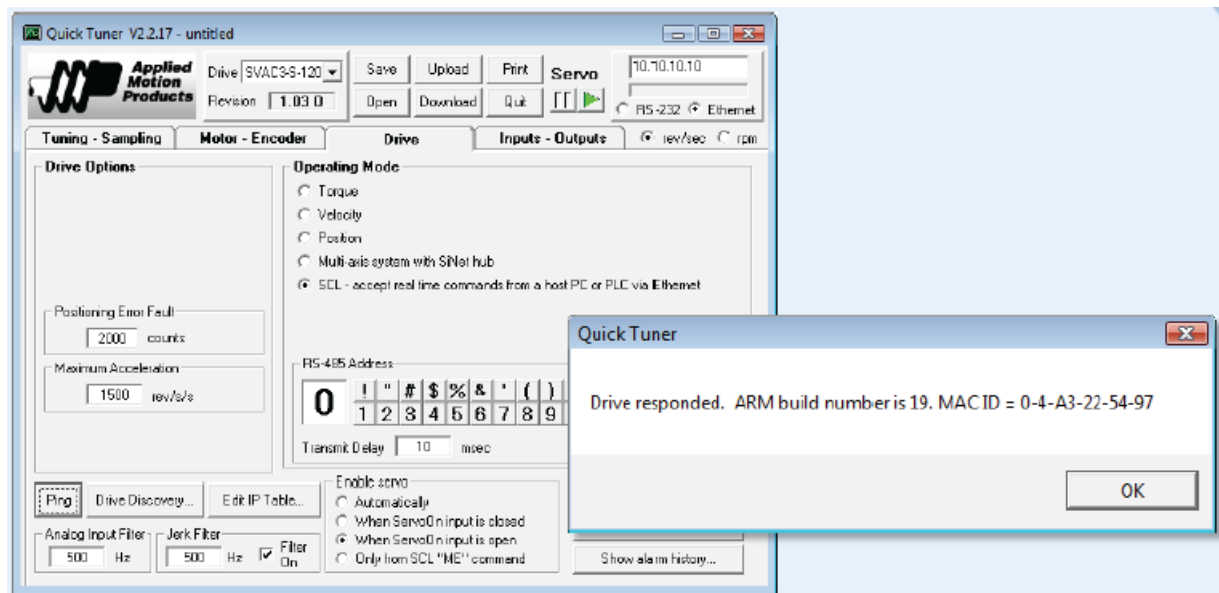 Quick Tuner V2.2.17 - untitled
Applied Motion Products
Drive SVAC3-S-120
Revision 1.03 O
Save Upload Print
Open Download Quit
Servo
10.10.10.10
RS-232 Ethernet
Tuning - Sampling Motor - Encoder Drive Inputs - Outputs rev/sec rpm
Drive Options
Operating Mode
Torque
Velocity
Position
Multi-axis system with SiNet hub
SCL - accept real time commands from a host PC or PLC via Ethernet
Positioning Error Fault
2000 counts
Maximum Acceleration
1500 rev/s/s
RS-485 Address
0
! " # $ % & ' ( )
1 2 3 4 5 6 7 8 9
Transmit Delay 10 msec
Ping Drive Discovery... Edit IP Table...
Analog Input Filter
500 Hz
Jerk Filter
500 Hz Filter On
Enable servo
Automatically
When ServoOn input is closed
When ServoOn input is open
Only from SCL "ME" command
Show alarm history...
Quick Tuner
Drive responded. ARM build number is 19. MAC ID = 0-4-A3-22-54-97
OK